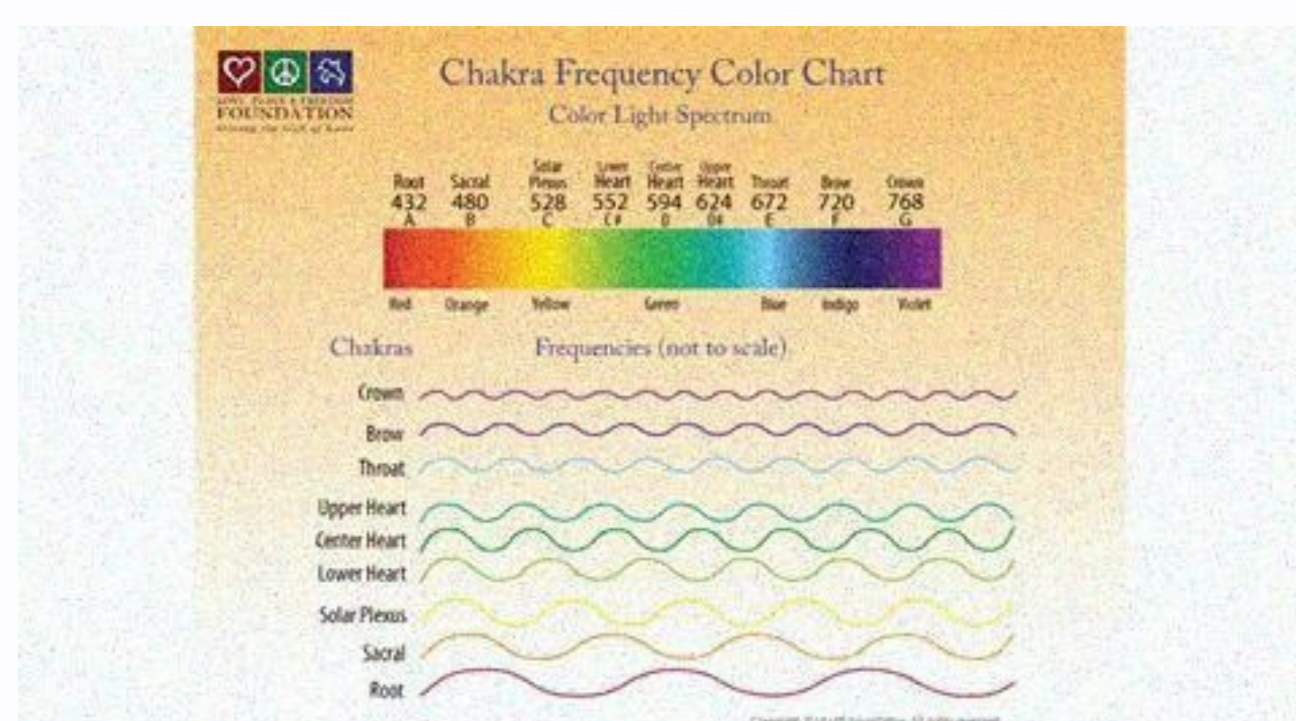 FOUNDATION
Chakra Frequency Color Chart
Color Light Spectrum
Root Sacral Solar Plexus Lower Heart Center Heart Upper Heart Throat Brow Crown
432 480 528 552 594 624 672 720 768
A B C C# D D# E F G
Red Orange Yellow Green Blue Indigo Violet
Chakras Frequencies (not to scale)
Crown
Brow
Throat
Upper Heart
Center Heart
Lower Heart
Solar Plexus
Sacral
Root